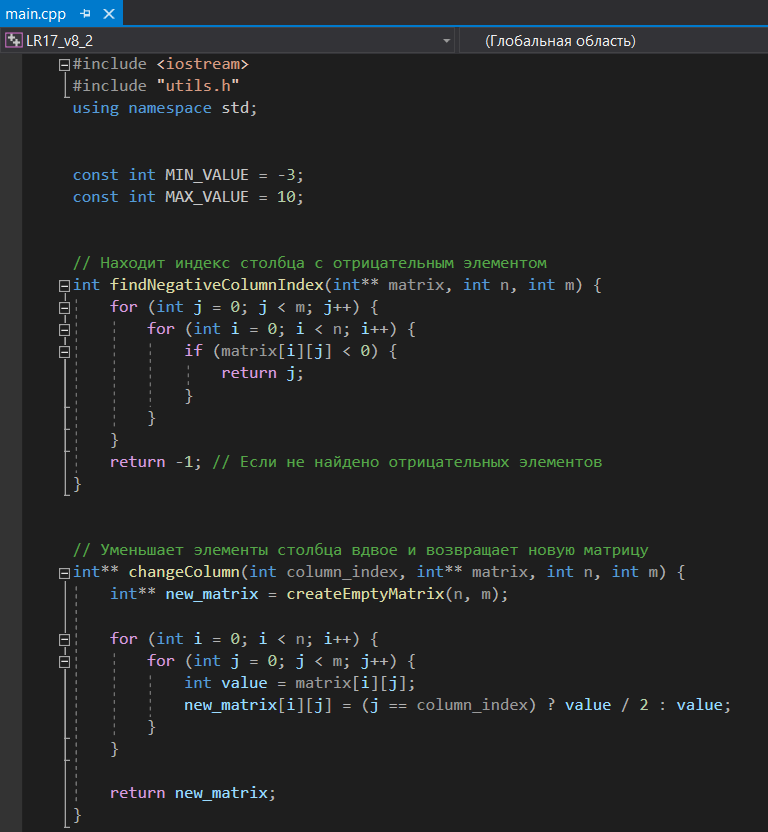 main.cpp
LR17_v8_2
(Глобальная область)
#include <iostream>
#include "utils.h"
using namespace std;
const int MIN_VALUE = -3;
const int MAX_VALUE = 10;
// Находит индекс столбца с отрицательным элементом
int findNegativeColumnIndex(int** matrix, int n, int m) {
    for (int j = 0; j < m; j++) {
        for (int i = 0; i < n; i++) {
            if (matrix[i][j] < 0) {
                return j;
            }
        }
    }
    return -1; // Если не найдено отрицательных элементов
}
// Уменьшает элементы столбца вдвое и возвращает новую матрицу
int** changeColumn(int column_index, int** matrix, int n, int m) {
    int** new_matrix = createEmptyMatrix(n, m);
    for (int i = 0; i < n; i++) {
        for (int j = 0; j < m; j++) {
            int value = matrix[i][j];
            new_matrix[i][j] = (j == column_index) ? value / 2 : value;
        }
    }
    return new_matrix;
}